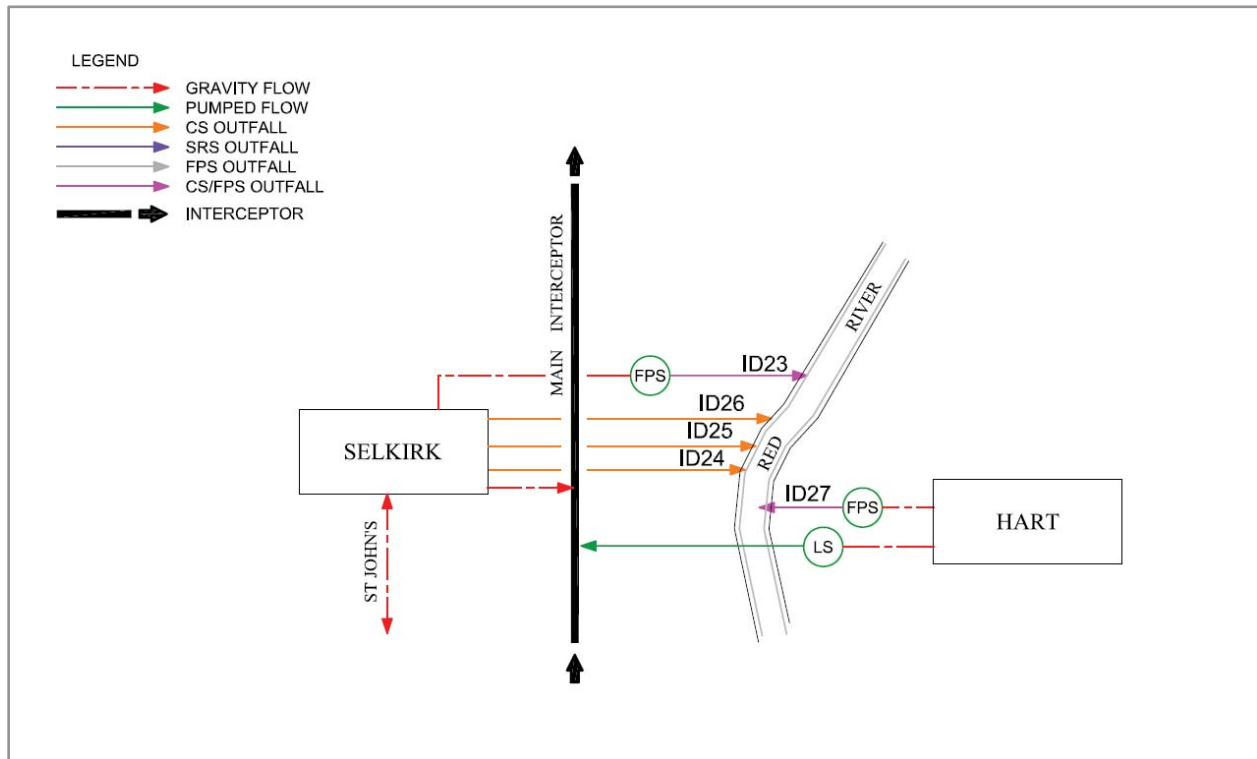 LEGEND
GRAVITY FLOW
PUMPED FLOW
CS OUTFALL
SRS OUTFALL
FPS OUTFALL
CS/FPS OUTFALL
INTERCEPTOR
MAIN INTERCEPTOR
RED RIVER
FPS
ID23
ID26
ID25
ID24
SELKIRK
ST JOHN'S
ID27
FPS
HART
LS